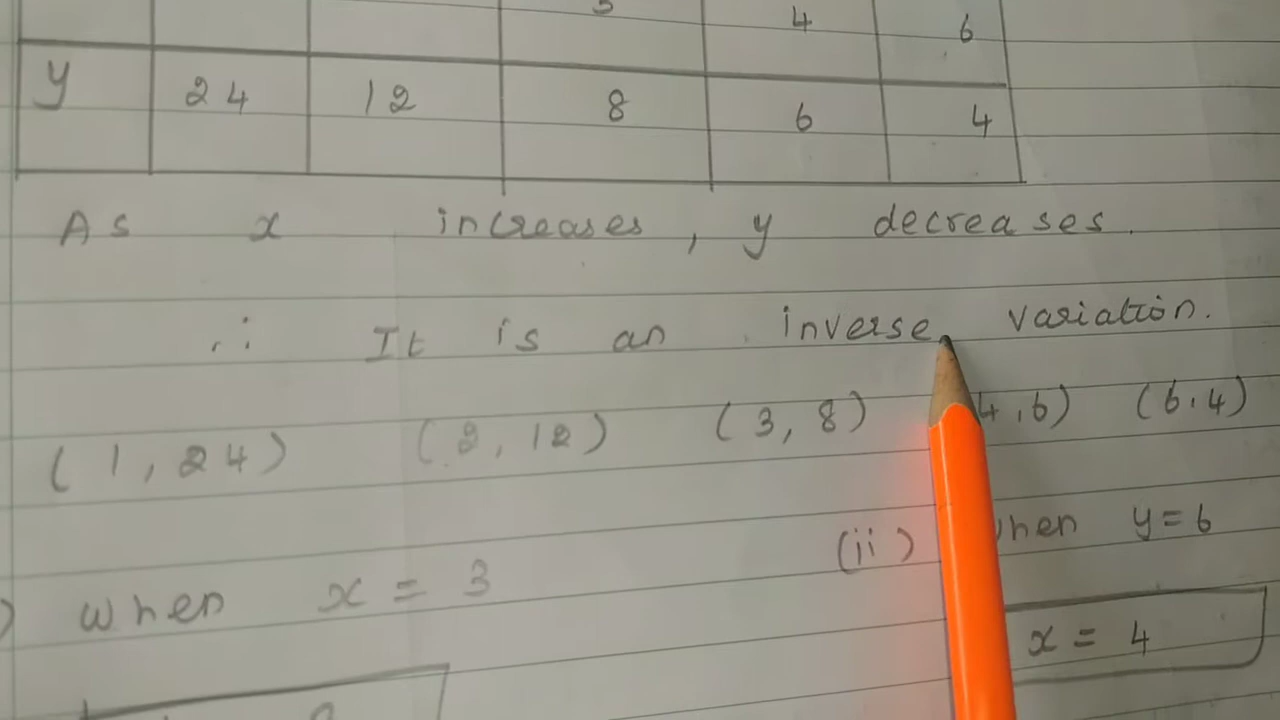 4 6
y 24 12 8 6 4
As x increases, y decreases.
∴ It is an inverse variation.
(1, 24) (2, 12) (3, 8) 4, 6) (6.4)
) when x = 3 (ii) when y = 6
x = 4